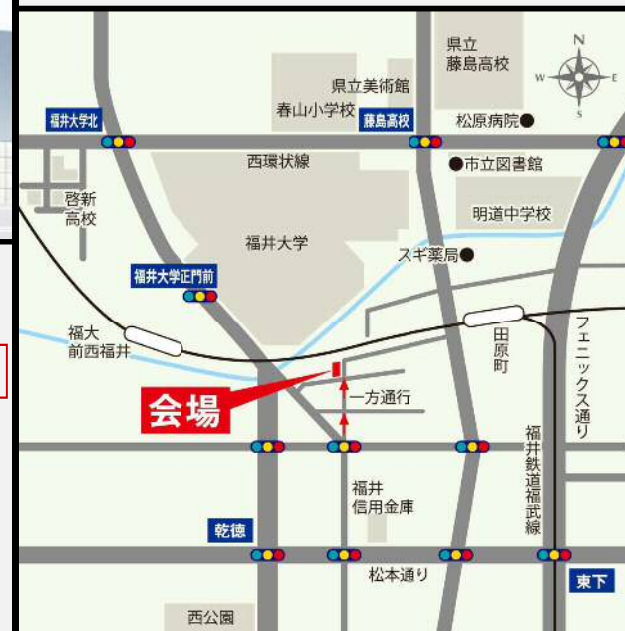 県立
藤島高校
N
W
E
S
県立美術館
春山小学校
福井大学北
藤島高校
松原病院
西環状線
市立図書館
啓新
高校
明道中学校
福井大学
スギ薬局
福井大学正門前
福大
前西福井
田原町
フェニックス通り
会場
一方通行
福井鉄道福武線
福井
信用金庫
乾徳
松本通り
東下
西公園